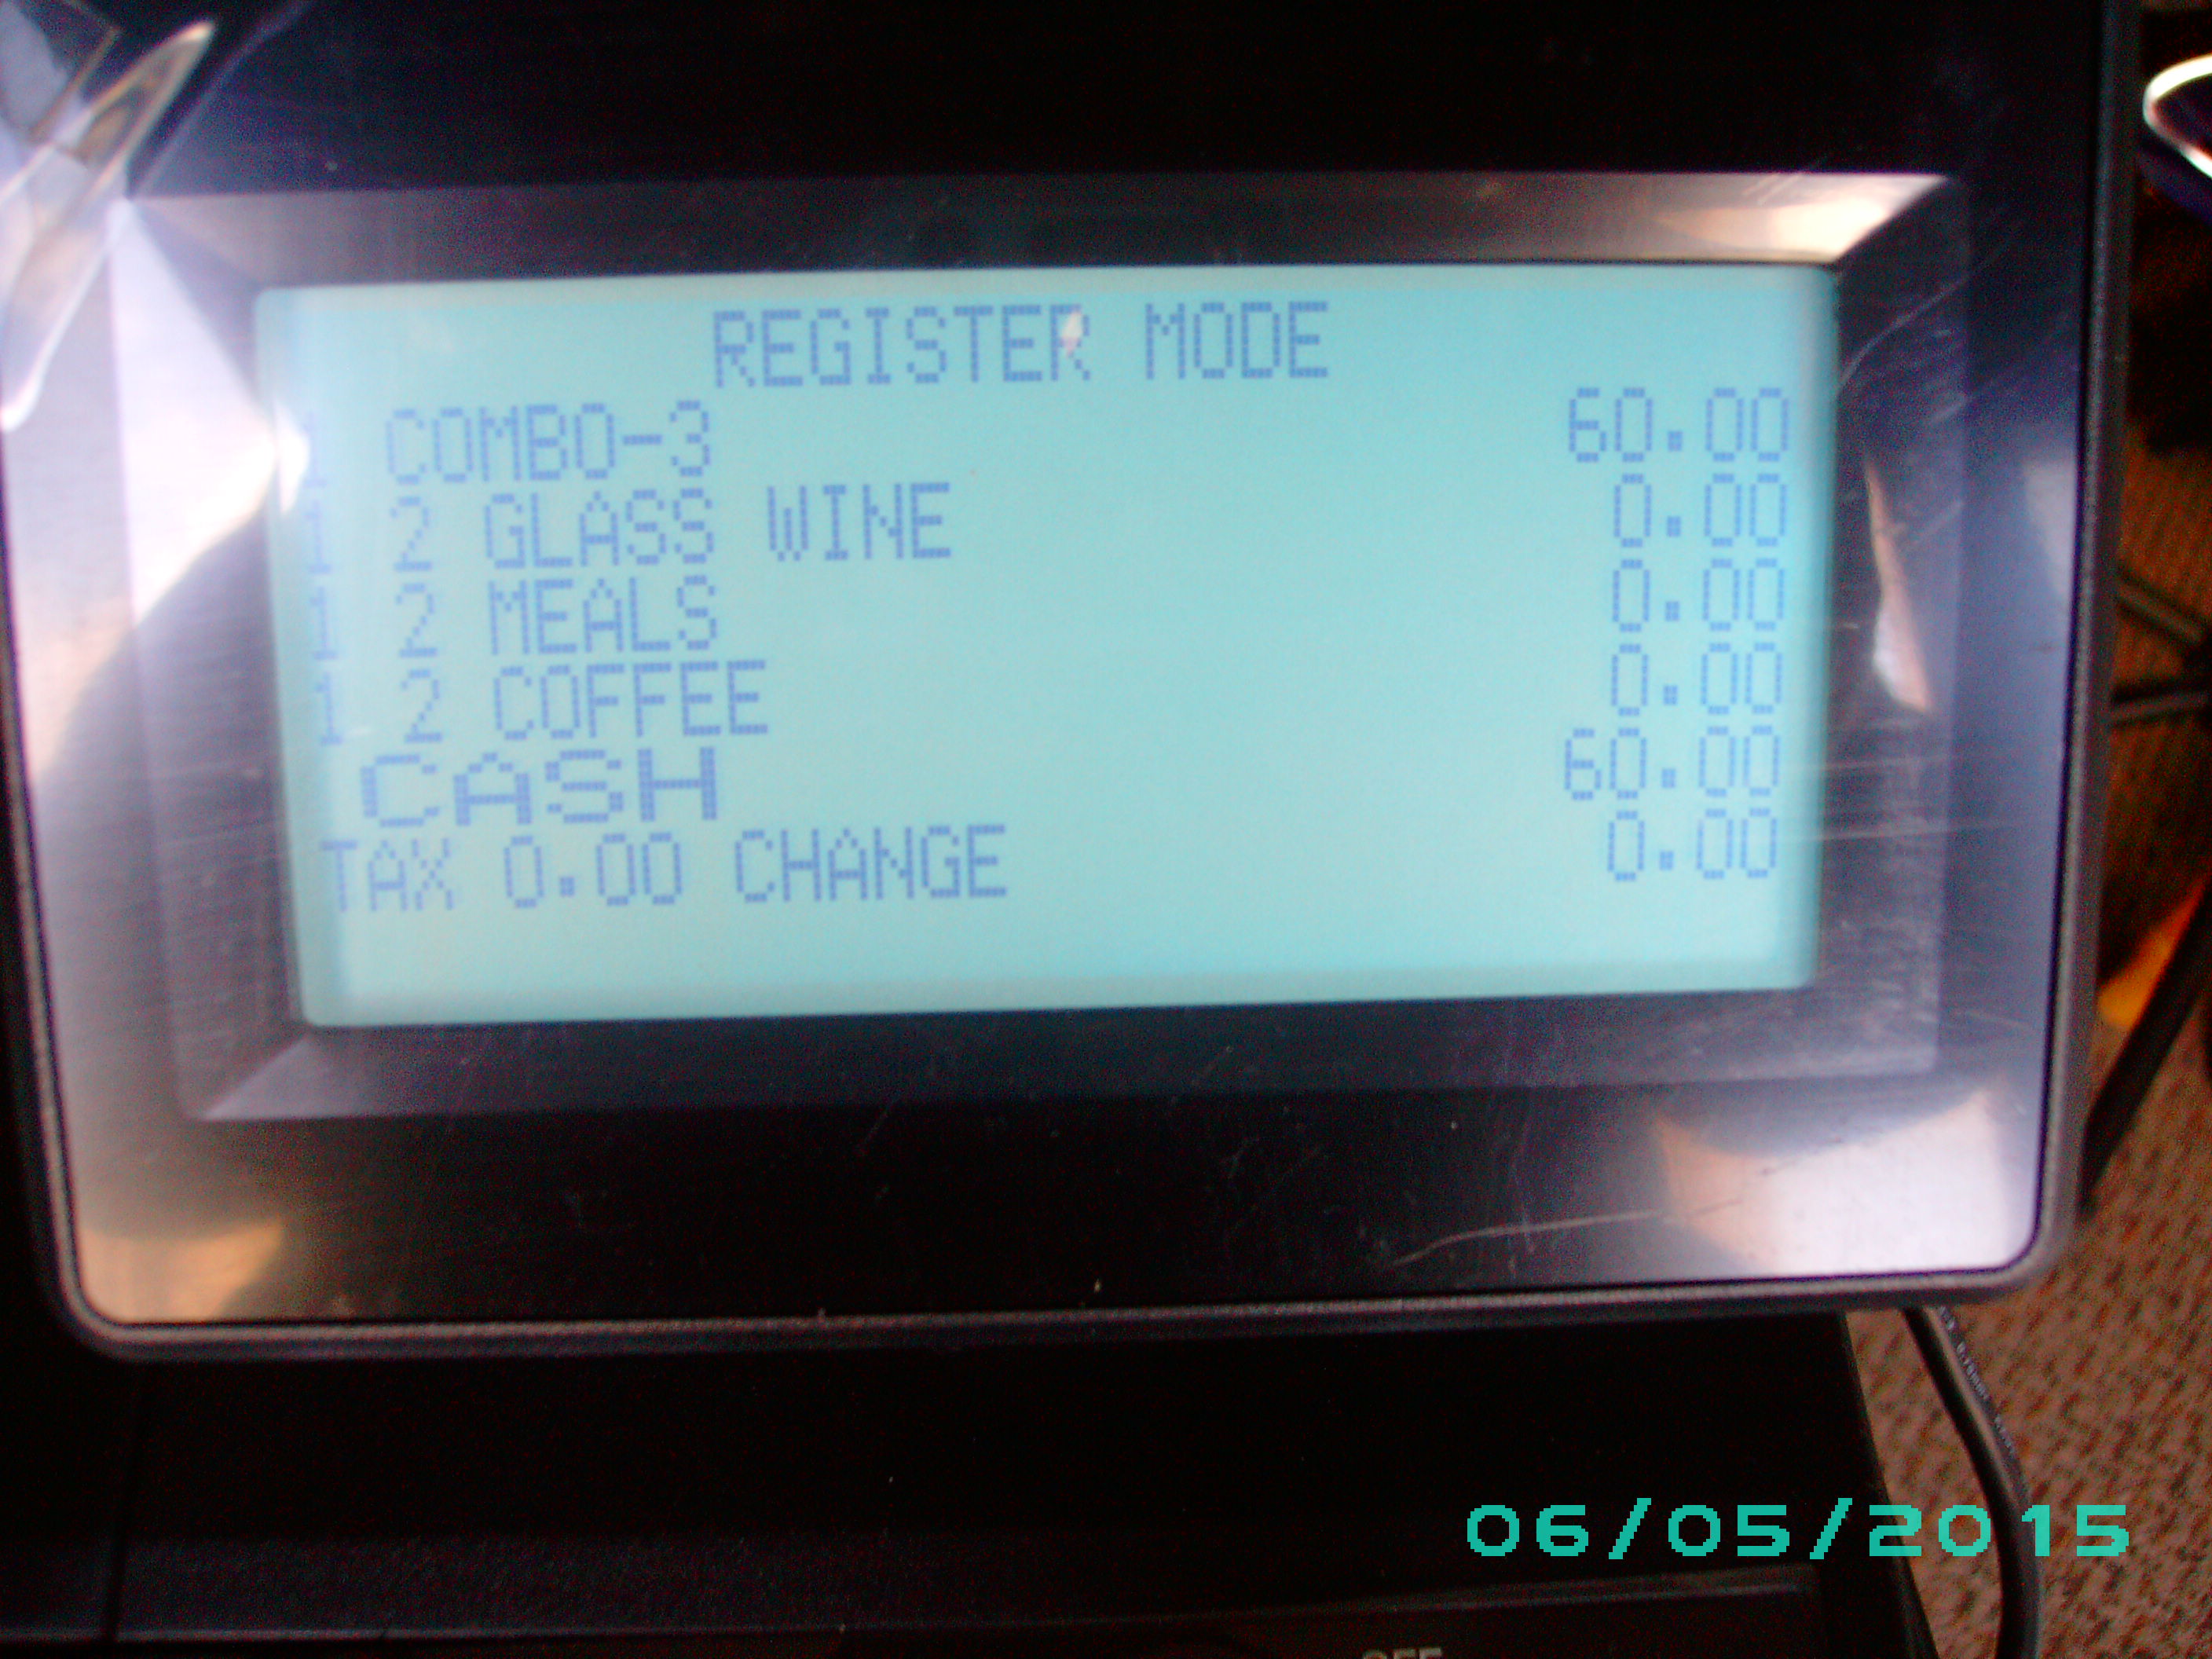 REGISTER MODE
1 COMBO-3 60.00
1 2 GLASS WINE 0.00
1 2 MEALS 0.00
1 2 COFFEE 0.00
CASH 60.00
TAX 0.00 CHANGE 0.00
06/05/2015